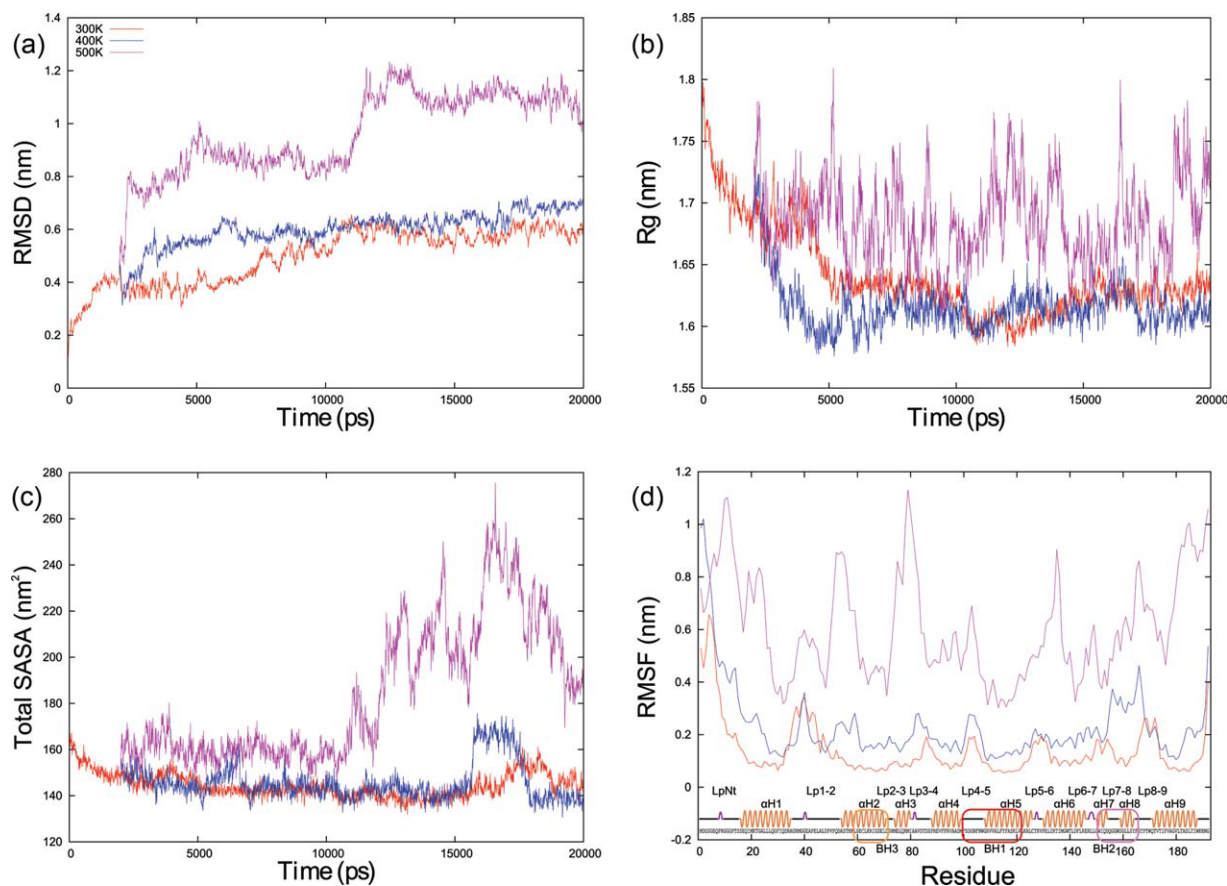 (a)
RMSD (nm)
1.4
1.2
1
0.8
0.6
0.4
0.2
0
300K
400K
500K
0 5000 10000 15000 20000
Time (ps)
(b)
Rg (nm)
1.85
1.8
1.75
1.7
1.65
1.6
1.55
0 5000 10000 15000 20000
Time (ps)
(c)
Total SASA (nm²)
280
260
240
220
200
180
160
140
120
0 5000 10000 15000 20000
Time (ps)
(d)
RMSF (nm)
1.2
1
0.8
0.6
0.4
0.2
0
-0.2
LpNt Lp1-2 Lp2-3 Lp3-4 Lp4-5 Lp5-6 Lp6-7 Lp7-8 Lp8-9
αH1 αH2 αH3 αH4 αH5 αH6 αH7 αH8 αH9
BH3 BH1 BH2
0 20 40 60 80 100 120 140 160 180
Residue